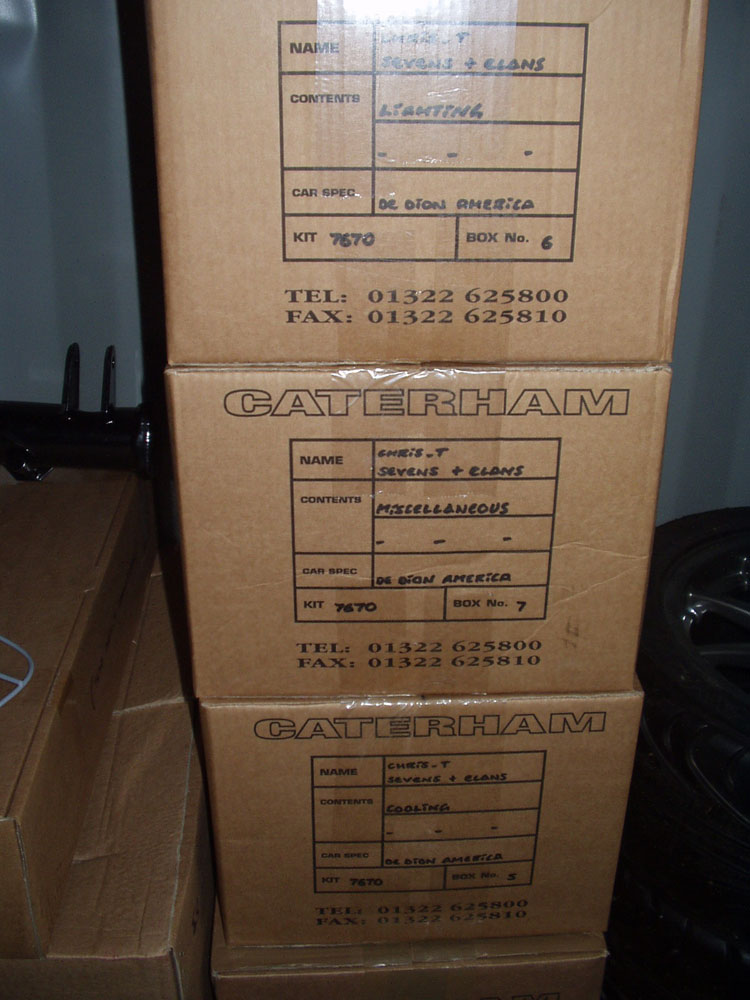 NAME CHRIS.T
SEVENS + ELANS
CONTENTS LIGHTING
- - -
CAR SPEC DE DION AMERICA
KIT 7670 BOX No. 6
TEL: 01322 625800
FAX: 01322 625810
CATERHAM
NAME CHRIS.T
SEVENS + ELANS
CONTENTS MISCELLANEOUS
- - -
CAR SPEC DE DION AMERICA
KIT 7670 BOX No. 7
TEL: 01322 625800
FAX: 01322 625810
CATERHAM
NAME CHRIS.T
SEVENS + ELANS
CONTENTS COOLING
- - -
CAR SPEC DE DION AMERICA
KIT 7670 BOX No. 5
TEL: 01322 625800
FAX: 01322 625810
CATERHAM